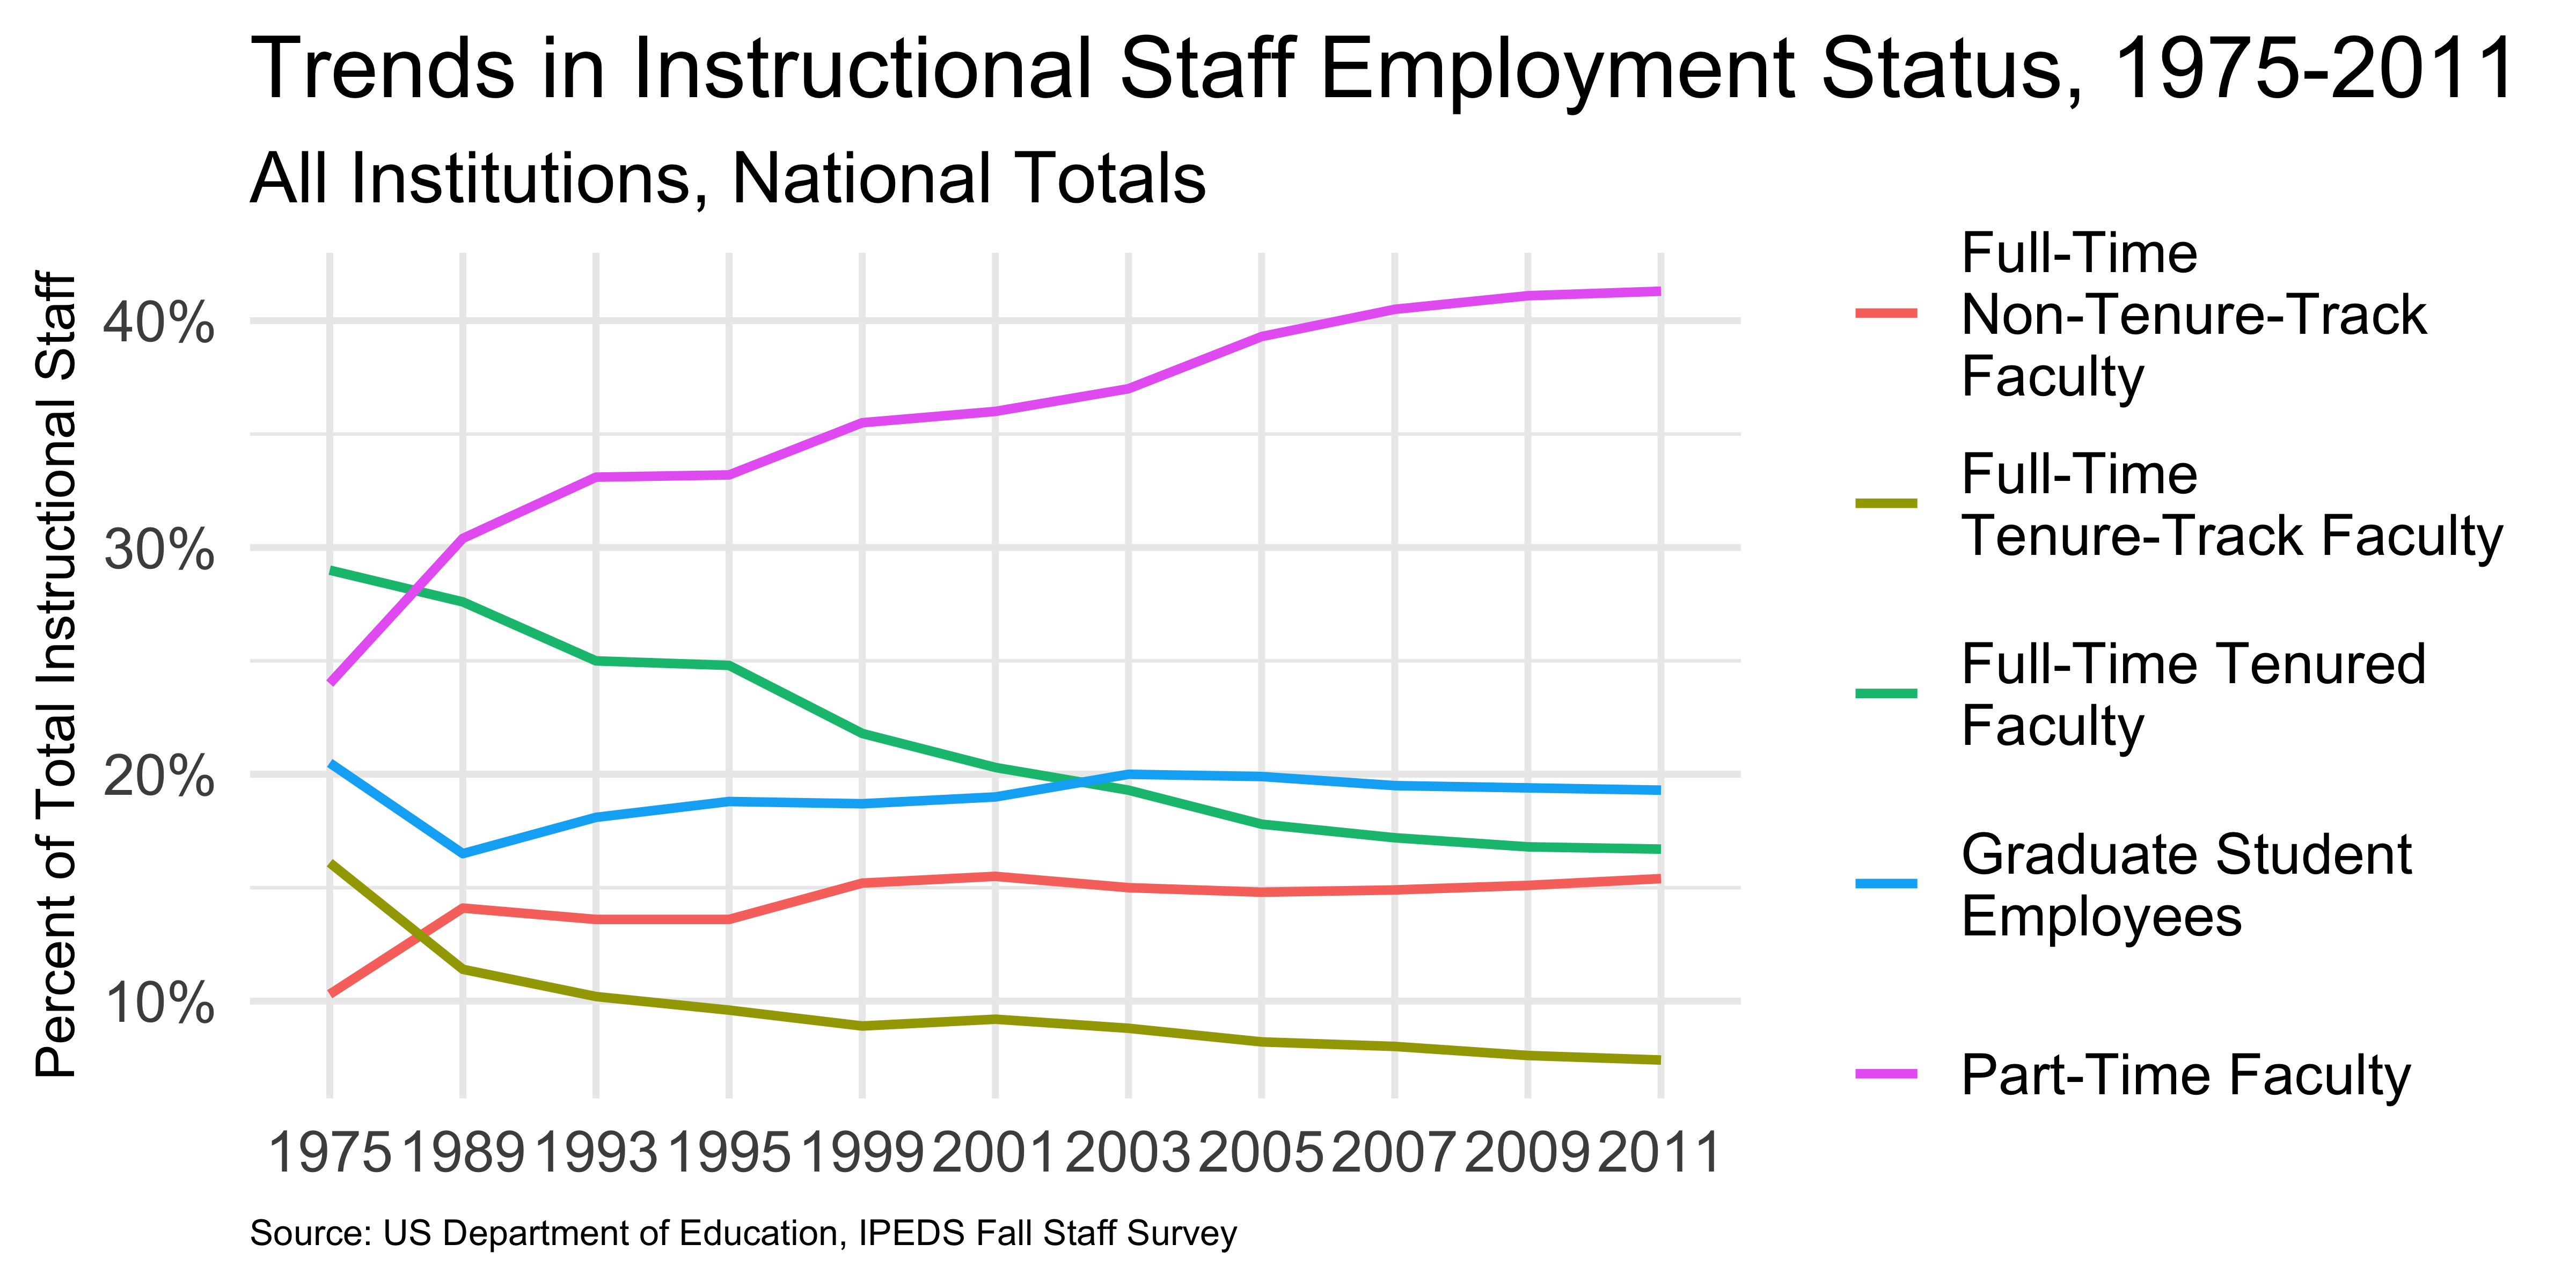 Trends in Instructional Staff Employment Status, 1975-2011
All Institutions, National Totals
Percent of Total Instructional Staff
40%
30%
20%
10%
1975 1989 1993 1995 1999 2001 2003 2005 2007 2009 2011
Full-Time
Non-Tenure-Track
Faculty
Full-Time
Tenure-Track Faculty
Full-Time Tenured
Faculty
Graduate Student
Employees
Part-Time Faculty
Source: US Department of Education, IPEDS Fall Staff Survey